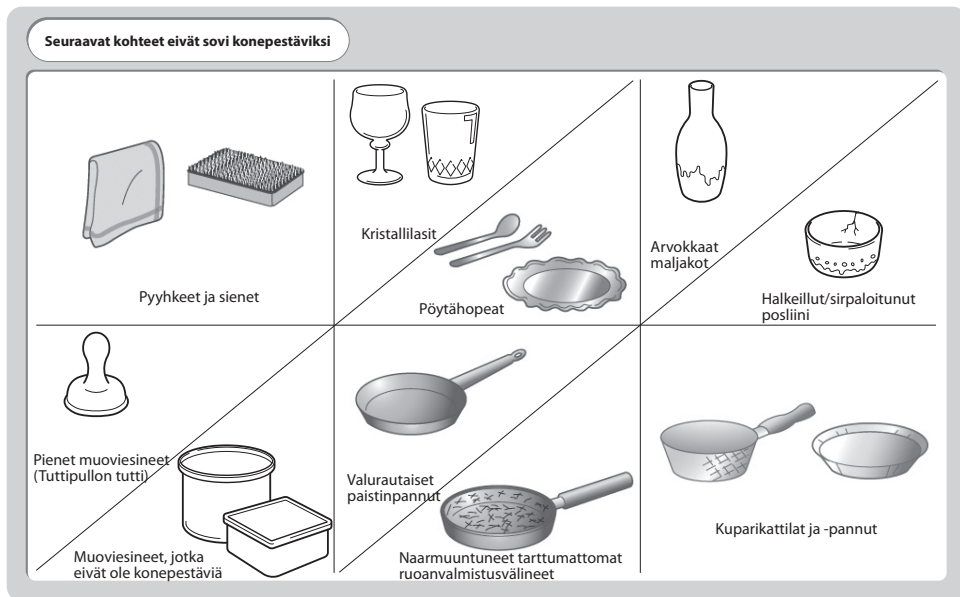 Seuraavat kohteet eivät sovi konepestäviksi
Pyyhkeet ja sienet
Kristallilasit
Pöytähopeat
Arvokkaat
maljakot
Halkeillut/sirpaloitunut
posliini
Pienet muoviesineet
(Tuttipullon tutti)
Muoviesineet, jotka
eivät ole konepestäviä
Valurautaiset
paistinpannut
Naarmuuntuneet tarttumattomat
ruoanvalmistusvälineet
Kuparikattilat ja -pannut